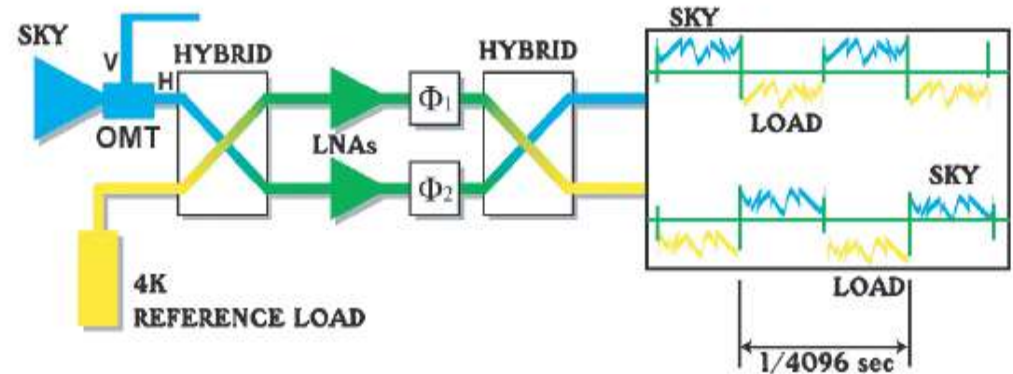 SKY
V
H
OMT
HYBRID
LNAs
Φ1
Φ2
HYBRID
4K
REFERENCE LOAD
SKY
LOAD
SKY
LOAD
1/4096 sec